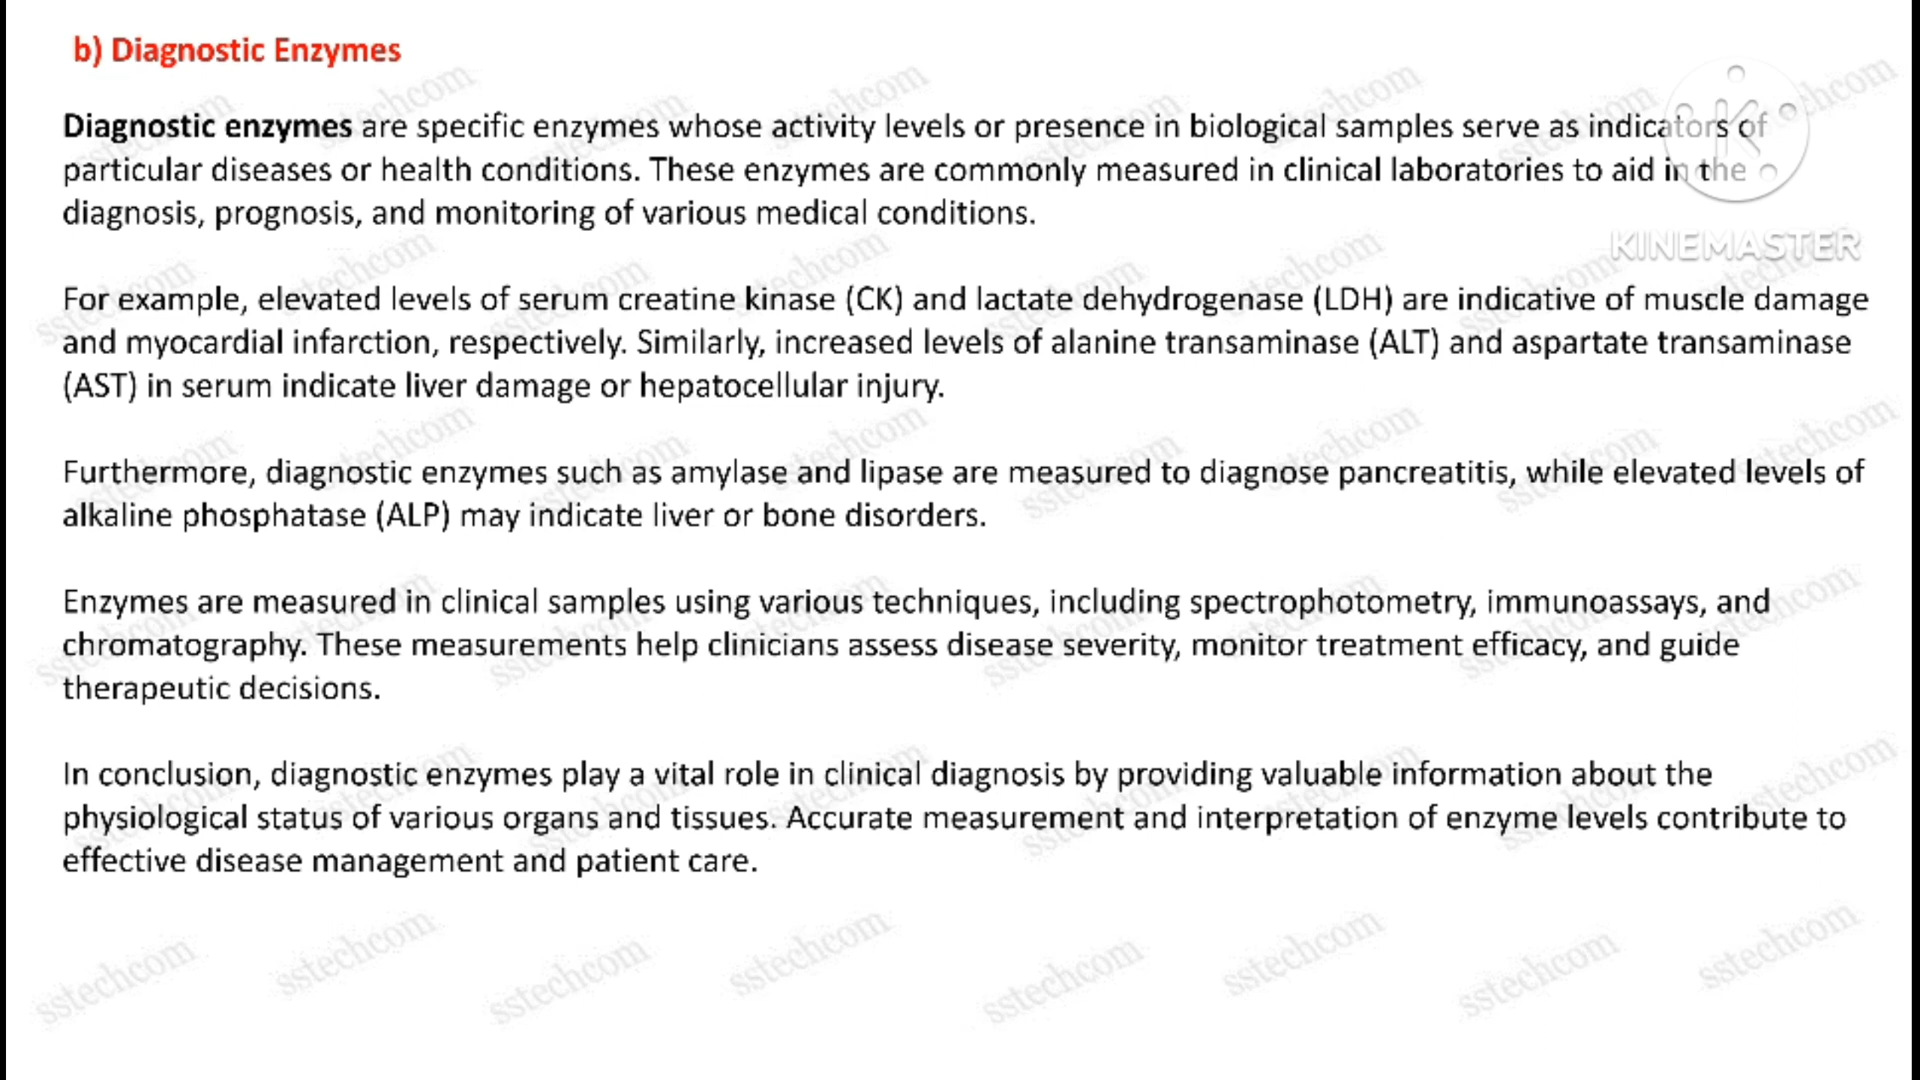 b) Diagnostic Enzymes
Diagnostic enzymes are specific enzymes whose activity levels or presence in biological samples serve as indicators of
particular diseases or health conditions. These enzymes are commonly measured in clinical laboratories to aid in the
diagnosis, prognosis, and monitoring of various medical conditions.
KINEMASTER
For example, elevated levels of serum creatine kinase (CK) and lactate dehydrogenase (LDH) are indicative of muscle damage
and myocardial infarction, respectively. Similarly, increased levels of alanine transaminase (ALT) and aspartate transaminase
(AST) in serum indicate liver damage or hepatocellular injury.
Furthermore, diagnostic enzymes such as amylase and lipase are measured to diagnose pancreatitis, while elevated levels of
alkaline phosphatase (ALP) may indicate liver or bone disorders.
Enzymes are measured in clinical samples using various techniques, including spectrophotometry, immunoassays, and
chromatography. These measurements help clinicians assess disease severity, monitor treatment efficacy, and guide
therapeutic decisions.
In conclusion, diagnostic enzymes play a vital role in clinical diagnosis by providing valuable information about the
physiological status of various organs and tissues. Accurate measurement and interpretation of enzyme levels contribute to
effective disease management and patient care.
sstechcom sstechcom sstechcom sstechcom sstechcom sstechcom sstechcom sstechcom